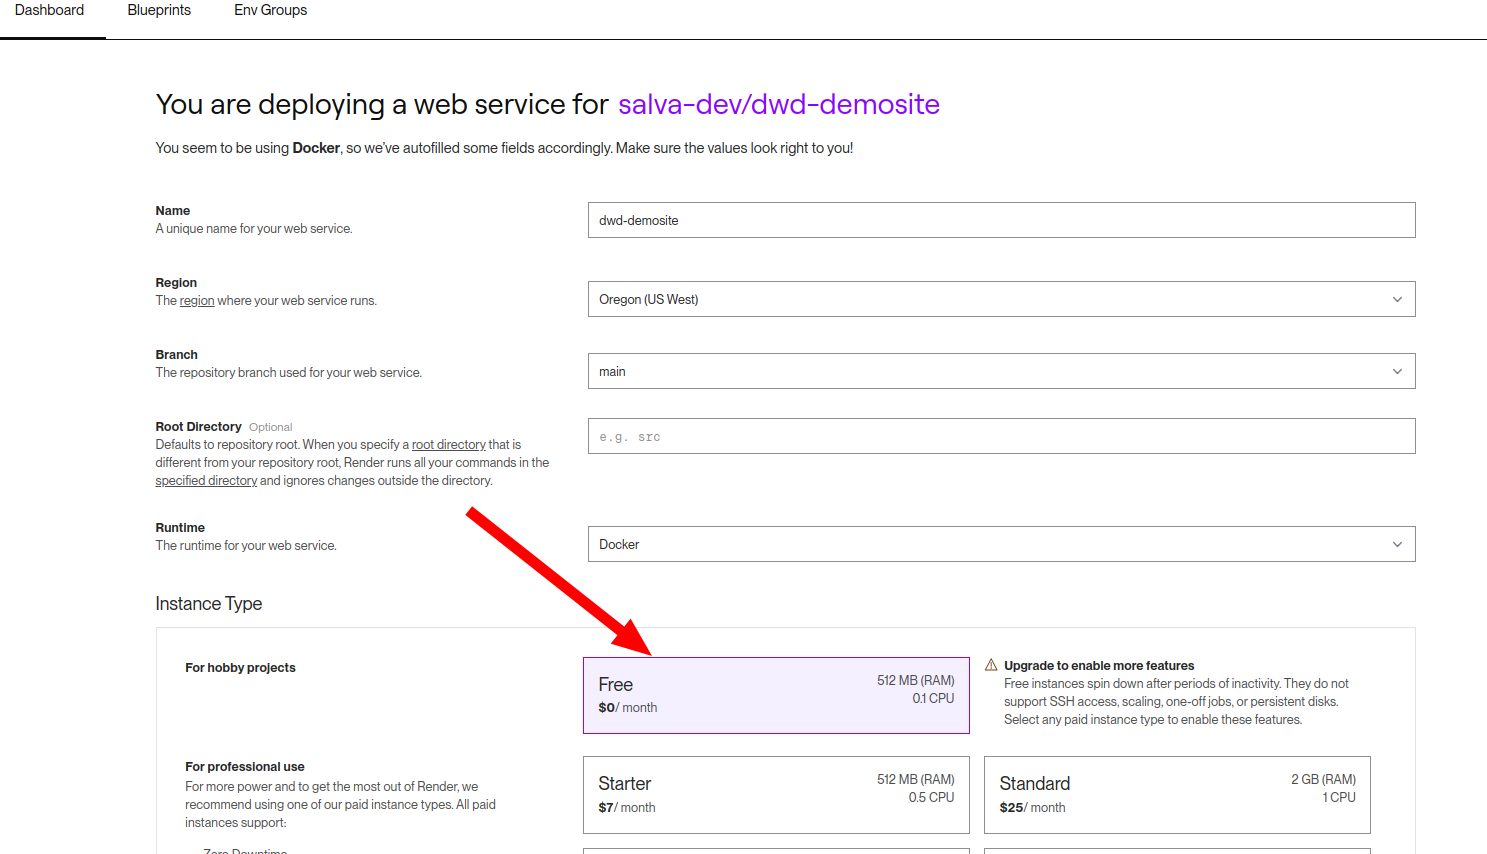 Dashboard Blueprints Env Groups
You are deploying a web service for salva-dev/dwd-demosite
You seem to be using Docker, so we've autofilled some fields accordingly. Make sure the values look right to you!
Name
A unique name for your web service.
dwd-demosite
Region
The region where your web service runs.
Oregon (US West)
Branch
The repository branch used for your web service.
main
Root Directory Optional
Defaults to repository root. When you specify a root directory that is
different from your repository root, Render runs all your commands in the
specified directory and ignores changes outside the directory.
e.g. src
Runtime
The runtime for your web service.
Docker
Instance Type
For hobby projects
Free
$0/ month
512 MB (RAM)
0.1 CPU
Upgrade to enable more features
Free instances spin down after periods of inactivity. They do not
support SSH access, scaling, one-off jobs, or persistent disks.
Select any paid instance type to enable these features.
For professional use
For more power and to get the most out of Render, we
recommend using one of our paid instance types. All paid
instances support:
Zero Downtime
Starter
$7/ month
512 MB (RAM)
0.5 CPU
Standard
$25/ month
2 GB (RAM)
1 CPU